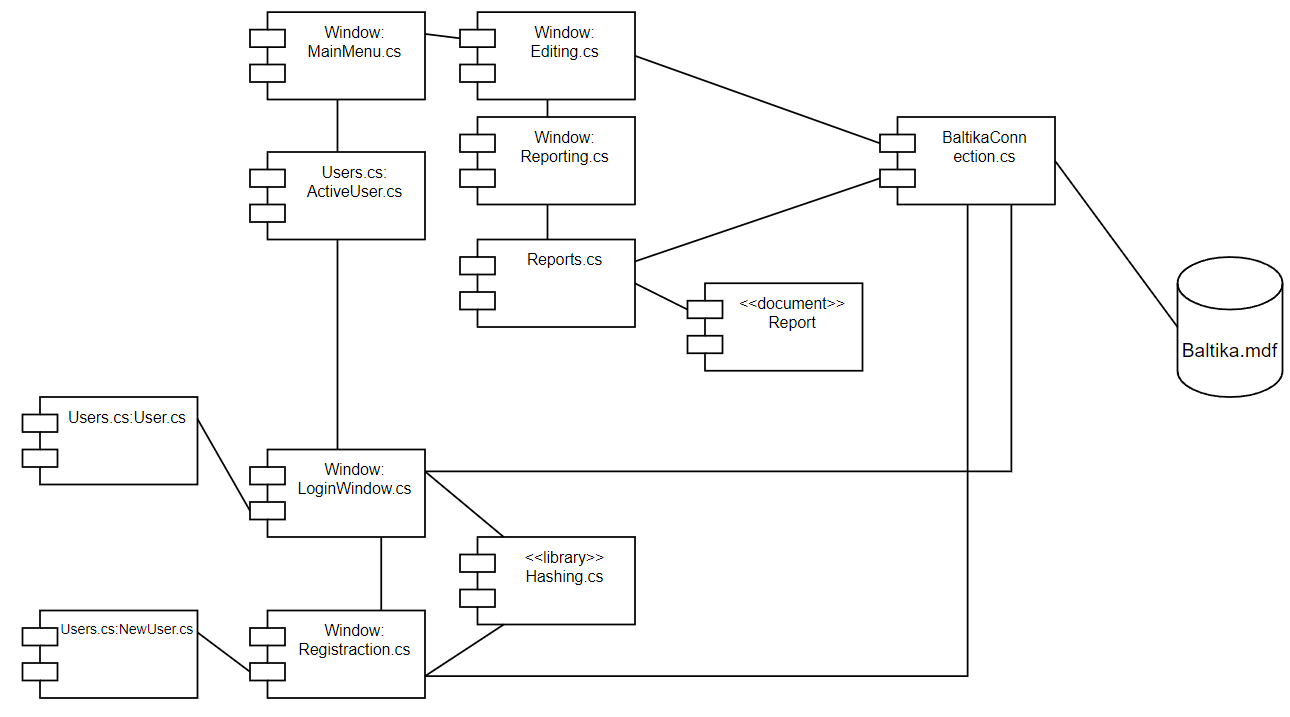 Window:
MainMenu.cs
Window:
Editing.cs
BaltikaConn
ection.cs
Window:
Reporting.cs
Users.cs:
ActiveUser.cs
Reports.cs
<<document>>
Report
Baltika.mdf
Users.cs:User.cs
Window:
LoginWindow.cs
<<library>>
Hashing.cs
Users.cs:NewUser.cs
Window:
Registraction.cs